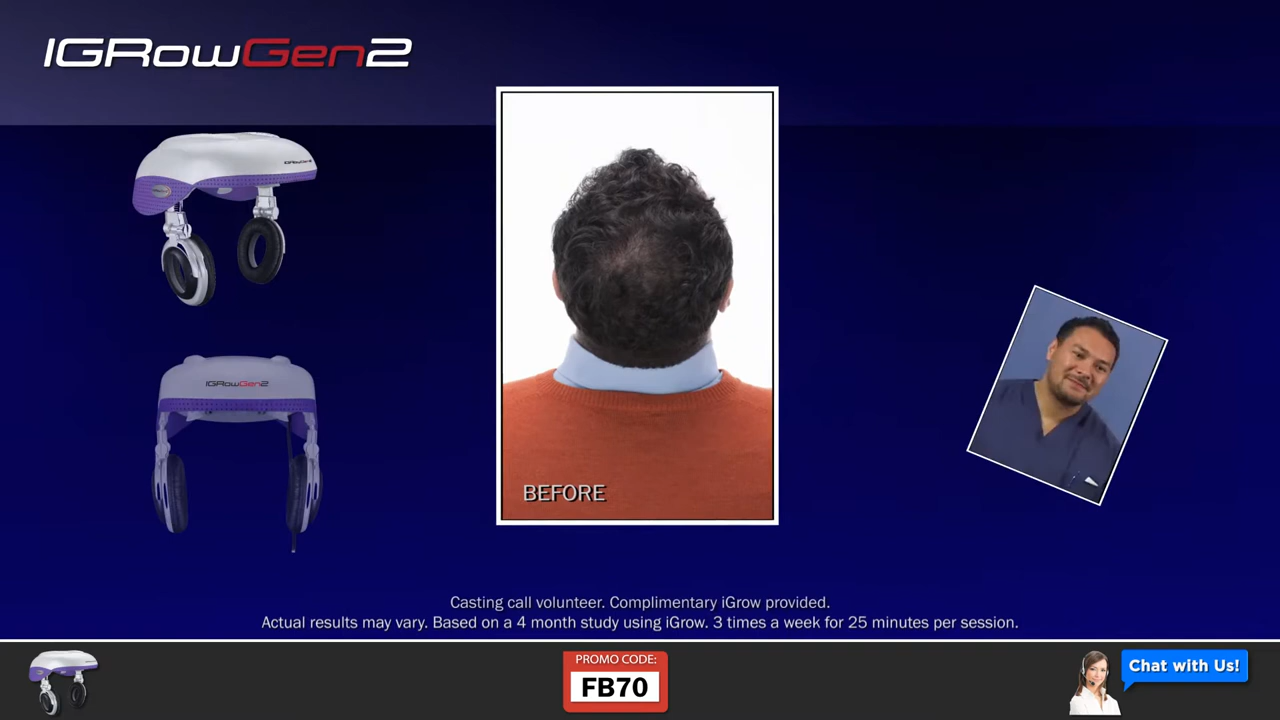 IGRowGen2
IGRowGen2
BEFORE
Casting call volunteer. Complimentary iGrow provided.
Actual results may vary. Based on a 4 month study using iGrow. 3 times a week for 25 minutes per session.
PROMO CODE:
FB70
Chat with Us!